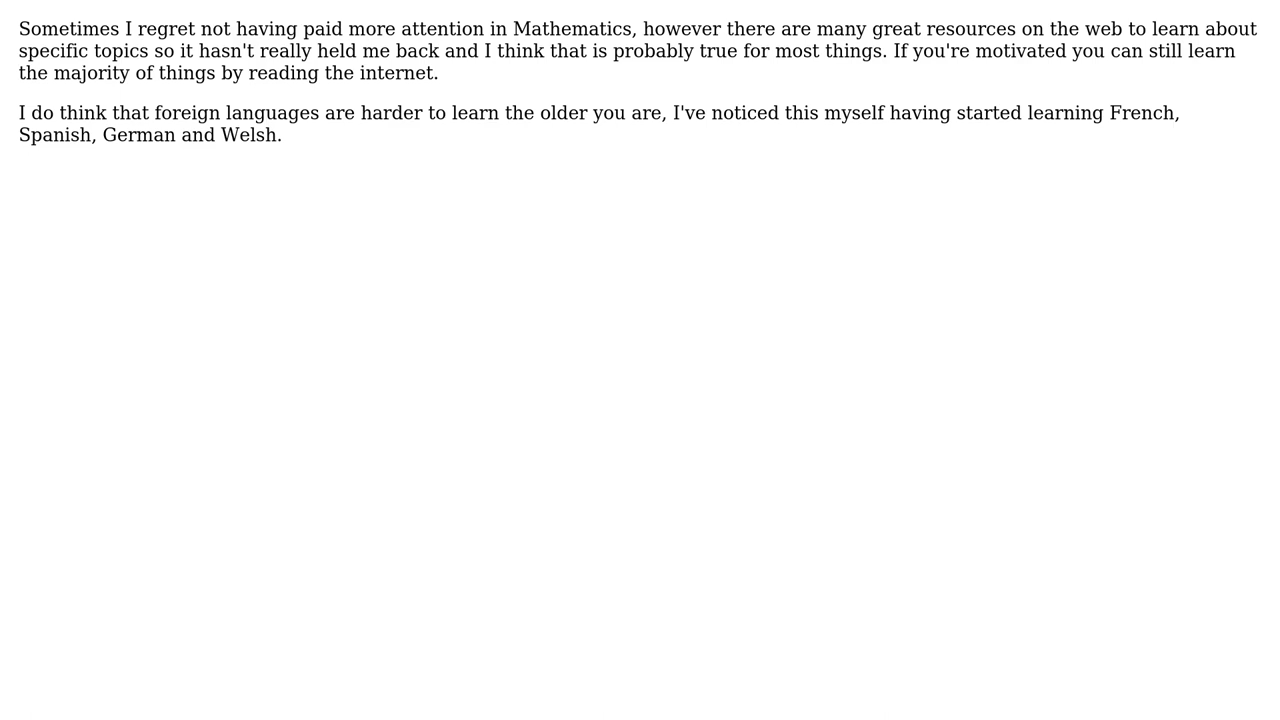 Sometimes I regret not having paid more attention in Mathematics, however there are many great resources on the web to learn about
specific topics so it hasn't really held me back and I think that is probably true for most things. If you're motivated you can still learn
the majority of things by reading the internet.
I do think that foreign languages are harder to learn the older you are, I've noticed this myself having started learning French,
Spanish, German and Welsh.